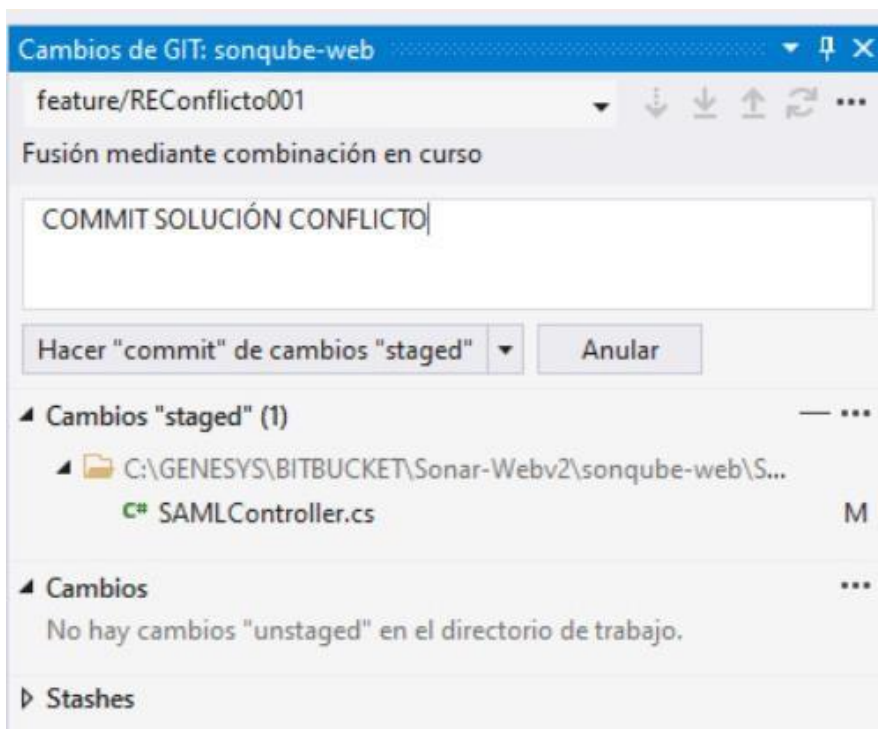 Cambios de GIT: sonqube-web
feature/REConflicto001
Fusión mediante combinación en curso
COMMIT SOLUCIÓN CONFLICTO
Hacer "commit" de cambios "staged" Anular
Cambios "staged" (1)
C:\GENESYS\BITBUCKET\Sonar-Webv2\sonqube-web\S...
C# SAMLController.cs M
Cambios
No hay cambios "unstaged" en el directorio de trabajo.
Stashes